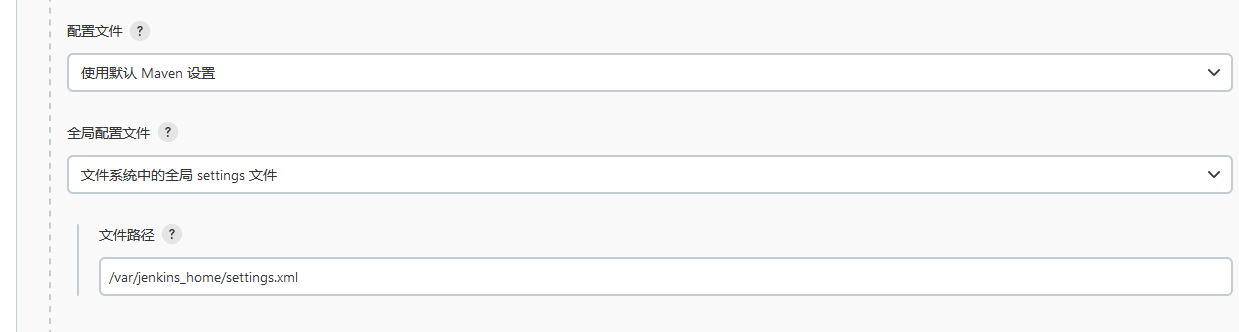 配置文件 ?
使用默认 Maven 设置
全局配置文件 ?
文件系统中的全局 settings 文件
文件路径 ?
/var/jenkins_home/settings.xml